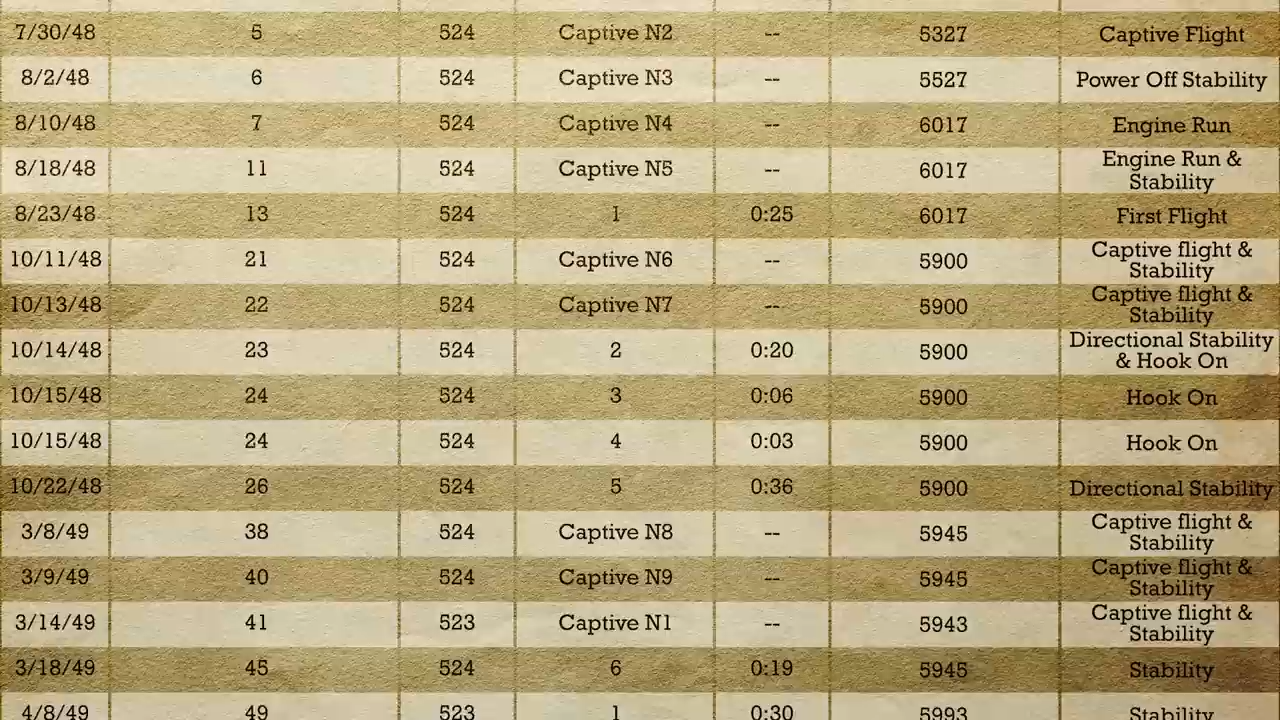 7/30/48 5 524 Captive N2 -- 5327 Captive Flight
8/2/48 6 524 Captive N3 -- 5527 Power Off Stability
8/10/48 7 524 Captive N4 -- 6017 Engine Run
8/18/48 11 524 Captive N5 -- 6017 Engine Run &
Stability
8/23/48 13 524 1 0:25 6017 First Flight
10/11/48 21 524 Captive N6 -- 5900 Captive flight &
Stability
10/13/48 22 524 Captive N7 -- 5900 Captive flight &
Stability
10/14/48 23 524 2 0:20 5900 Directional Stability
& Hook On
10/15/48 24 524 3 0:06 5900 Hook On
10/15/48 24 524 4 0:03 5900 Hook On
10/22/48 26 524 5 0:36 5900 Directional Stability
3/8/49 38 524 Captive N8 -- 5945 Captive flight &
Stability
3/9/49 40 524 Captive N9 -- 5945 Captive flight &
Stability
3/14/49 41 523 Captive N1 -- 5943 Captive flight &
Stability
3/18/49 45 524 6 0:19 5945 Stability
4/8/49 49 523 1 0:30 5993 Stability